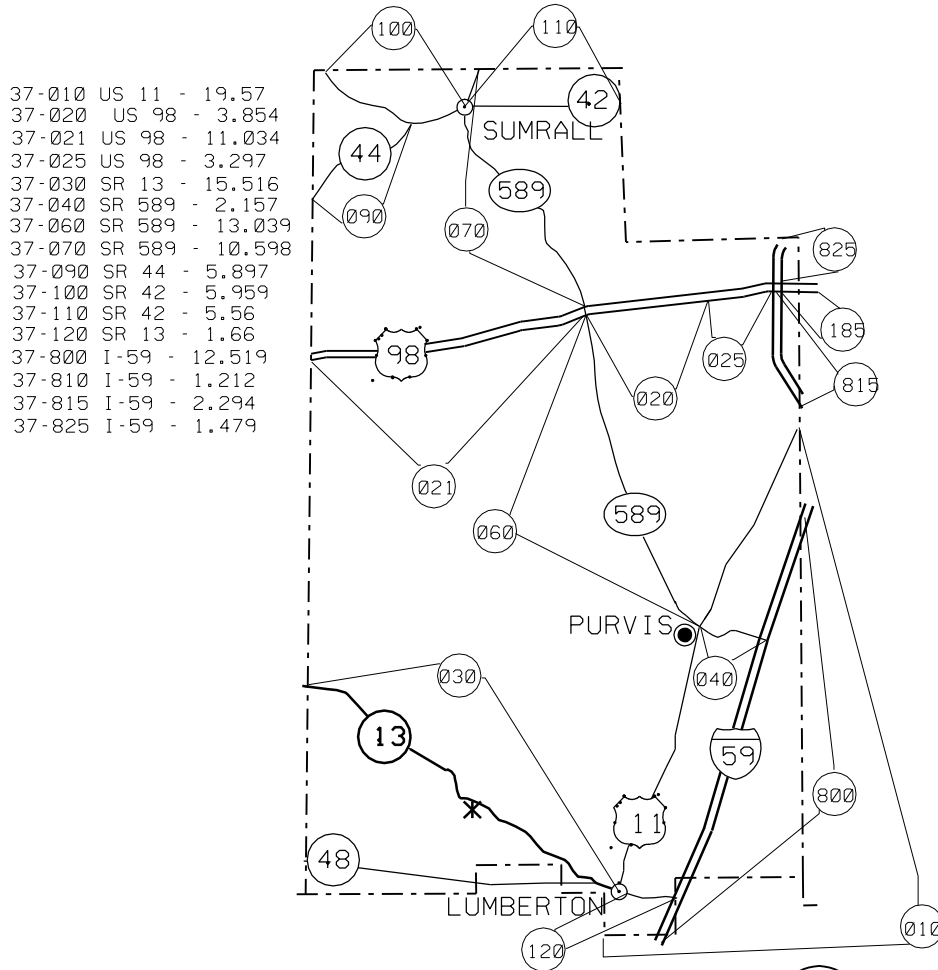 37-010 US 11 - 19.57
37-020 US 98 - 3.854
37-021 US 98 - 11.034
37-025 US 98 - 3.297
37-030 SR 13 - 15.516
37-040 SR 589 - 2.157
37-060 SR 589 - 13.039
37-070 SR 589 - 10.598
37-090 SR 44 - 5.897
37-100 SR 42 - 5.959
37-110 SR 42 - 5.56
37-120 SR 13 - 1.66
37-800 I-59 - 12.519
37-810 I-59 - 1.212
37-815 I-59 - 2.294
37-825 I-59 - 1.479
100
110
42
SUMRALL
44
589
090
070
825
185
98
025
815
020
021
589
060
PURVIS
030
040
13
59
800
11
48
LUMBERTON
010
120